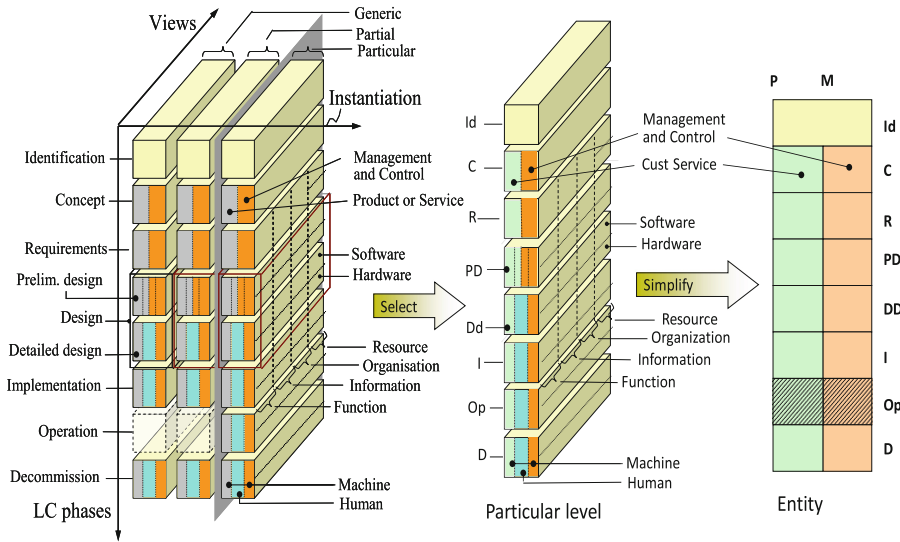 Views
Generic
Partial
Particular
Instantiation
Identification
Concept
Requirements
Prelim. design
Design
Detailed design
Implementation
Operation
Decommission
LC phases
Management
and Control
Product or Service
Software
Hardware
Resource
Organisation
Information
Function
Machine
Human
Select
Id
C
R
PD
Dd
I
Op
D
Management
and Control
Cust Service
Software
Hardware
Resource
Organization
Information
Function
Machine
Human
Particular level
Simplify
P M
Id
C
R
PD
DD
I
Op
D
Entity